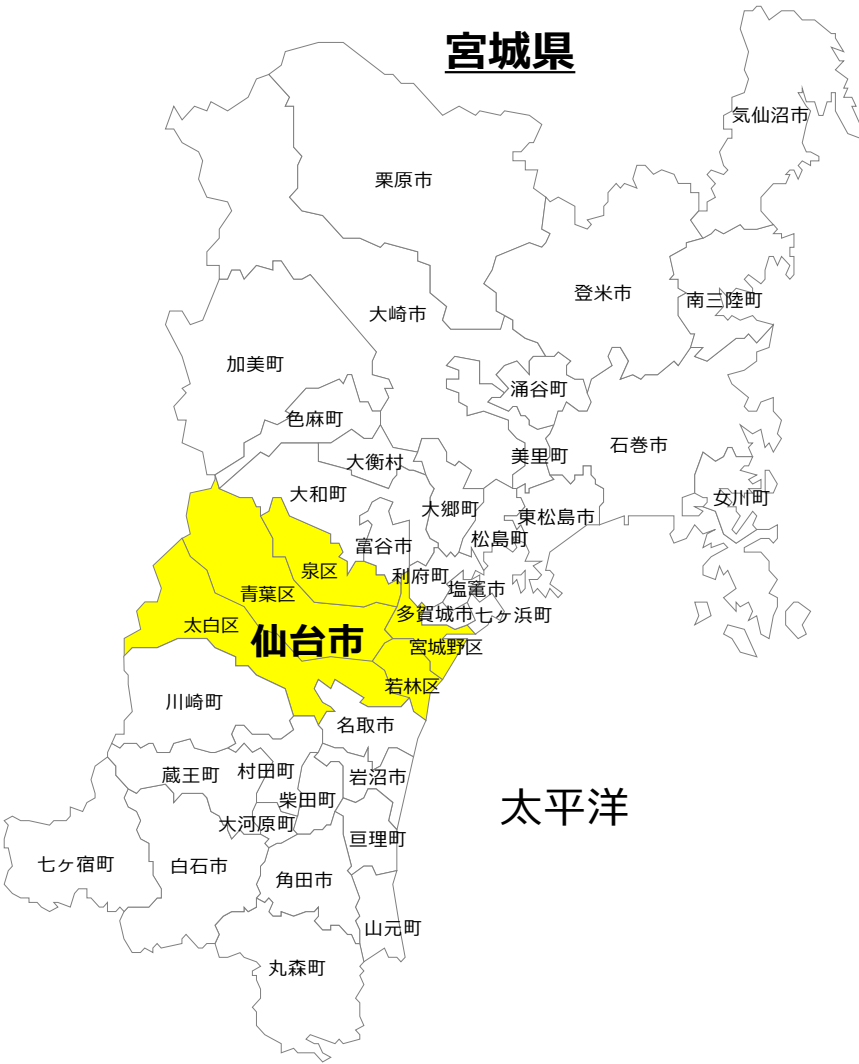 宮城県
気仙沼市
栗原市
登米市
南三陸町
大崎市
加美町
涌谷町
色麻町
石巻市
美里町
大衡村
大和町
女川町
大郷町
東松島市
松島町
富谷市
泉区
利府町
塩竈市
青葉区
多賀城市
七ヶ浜町
太白区
仙台市
宮城野区
若林区
川崎町
名取市
蔵王町
村田町
岩沼市
柴田町
太平洋
大河原町
亘理町
七ヶ宿町
白石市
角田市
山元町
丸森町